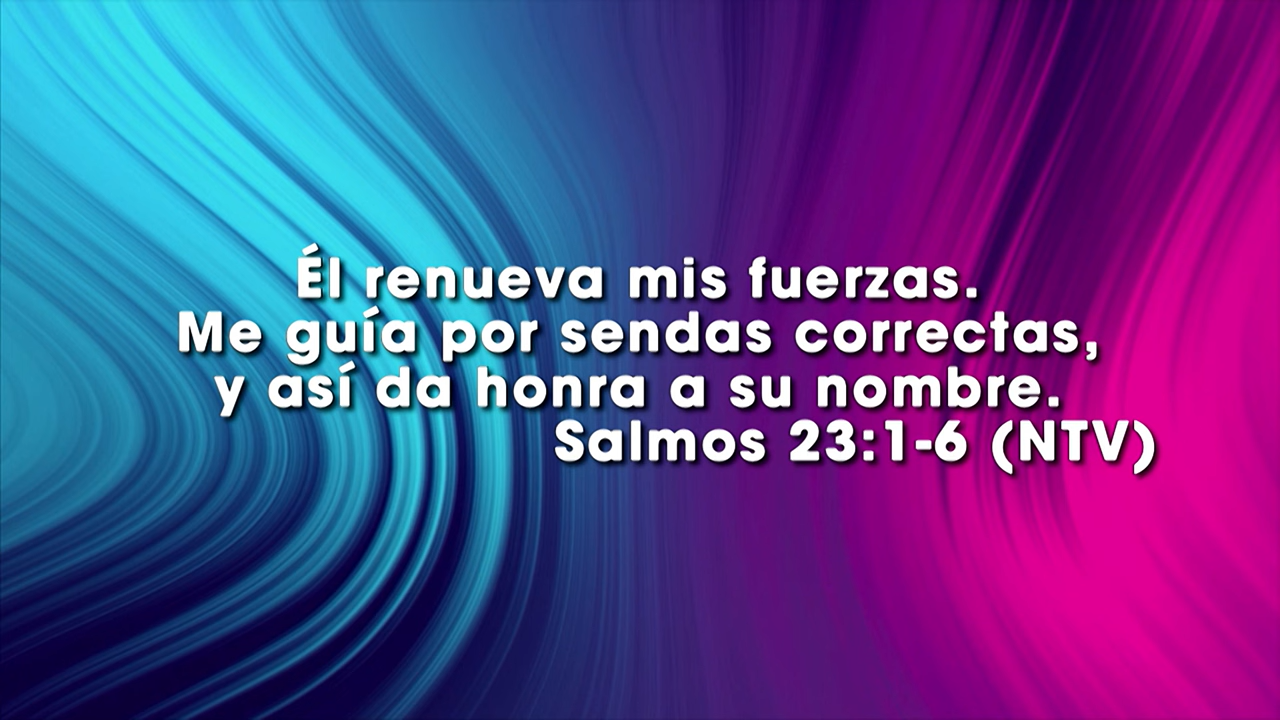 Él renueva mis fuerzas.
Me guía por sendas correctas,
y así da honra a su nombre.
Salmos 23:1-6 (NTV)